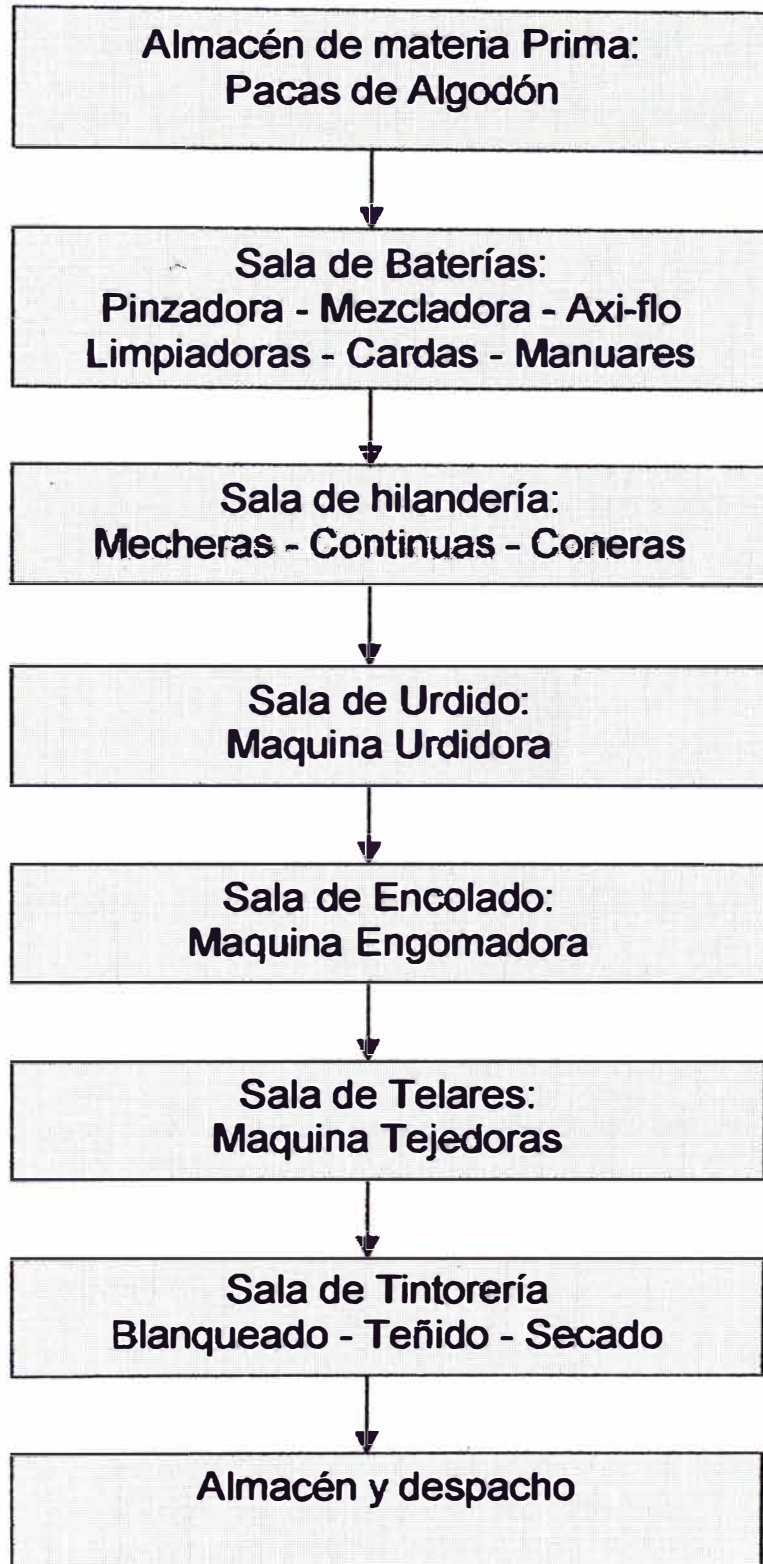 Almacén de materia Prima:
Pacas de Algodón
Sala de Baterías:
Pinzadora - Mezcladora - Axi-flo
Limpiadoras - Cardas - Manuares
Sala de hilandería:
Mecheras - Continuas - Coneras
Sala de Urdido:
Maquina Urdidora
Sala de Encolado:
Maquina Engomadora
Sala de Telares:
Maquina Tejedoras
Sala de Tintorería
Blanqueado - Teñido - Secado
Almacén y despacho